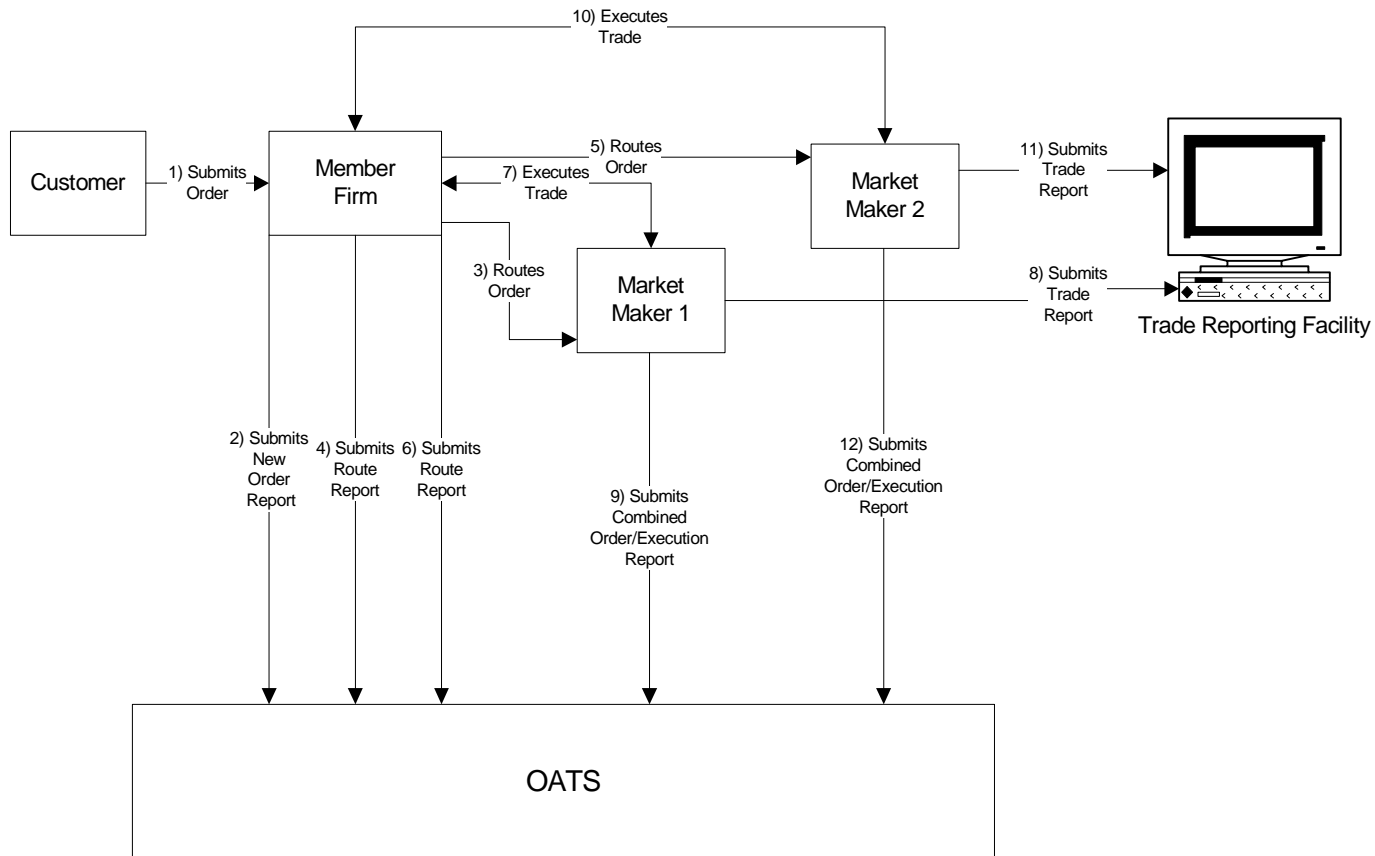 10) Executes
Trade
Customer
1) Submits
Order
Member
Firm
5) Routes
Order
7) Executes
Trade
3) Routes
Order
Market
Maker 2
11) Submits
Trade
Report
Market
Maker 1
8) Submits
Trade
Report
Trade Reporting Facility
2) Submits
New
Order
Report
4) Submits
Route
Report
6) Submits
Route
Report
9) Submits
Combined
Order/Execution
Report
12) Submits
Combined
Order/Execution
Report
OATS